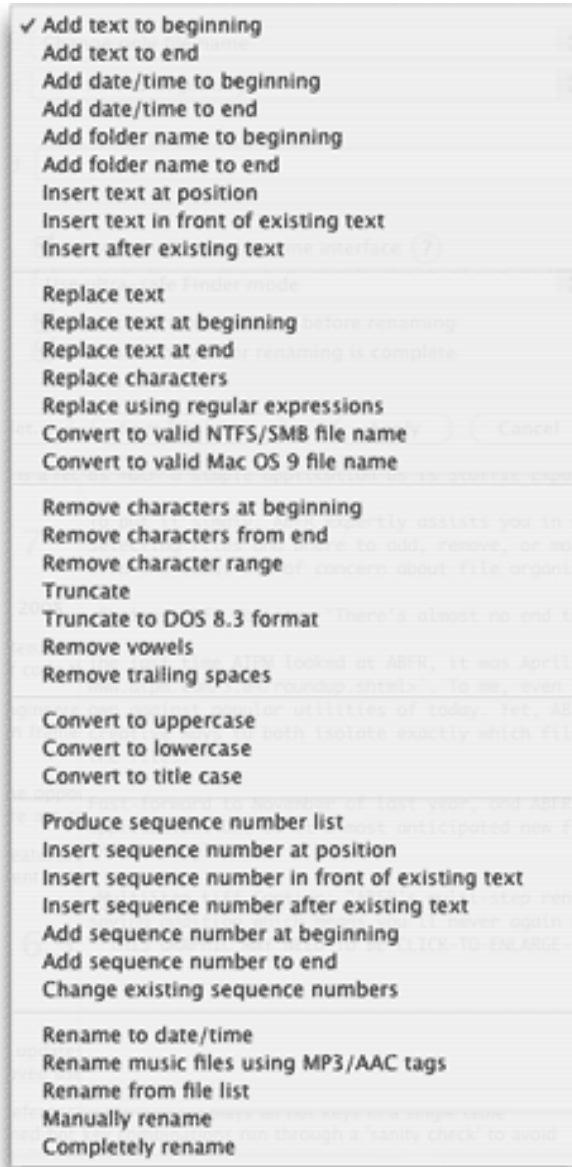 ✓ Add text to beginning
Add text to end
Add date/time to beginning
Add date/time to end
Add folder name to beginning
Add folder name to end
Insert text at position
Insert text in front of existing text
Insert after existing text
Replace text
Replace text at beginning
Replace text at end
Replace characters
Replace using regular expressions
Convert to valid NTFS/SMB file name
Convert to valid Mac OS 9 file name
Remove characters at beginning
Remove characters from end
Remove character range
Truncate
Truncate to DOS 8.3 format
Remove vowels
Remove trailing spaces
Convert to uppercase
Convert to lowercase
Convert to title case
Produce sequence number list
Insert sequence number at position
Insert sequence number in front of existing text
Insert sequence number after existing text
Add sequence number at beginning
Add sequence number to end
Change existing sequence numbers
Rename to date/time
Rename music files using MP3/AAC tags
Rename from file list
Manually rename
Completely rename